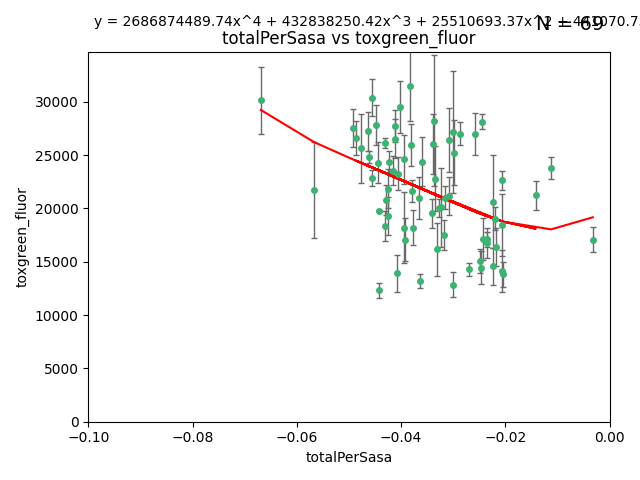 y = 2686874489.74x^4 + 432838250.42x^3 + 25510693.37x^2 +
N = 69
totalPerSasa vs toxgreen_fluor
30000
25000
20000
15000
10000
5000
0
toxgreen_fluor
−0.10 −0.08 −0.06 −0.04 −0.02 0.00
totalPerSasa